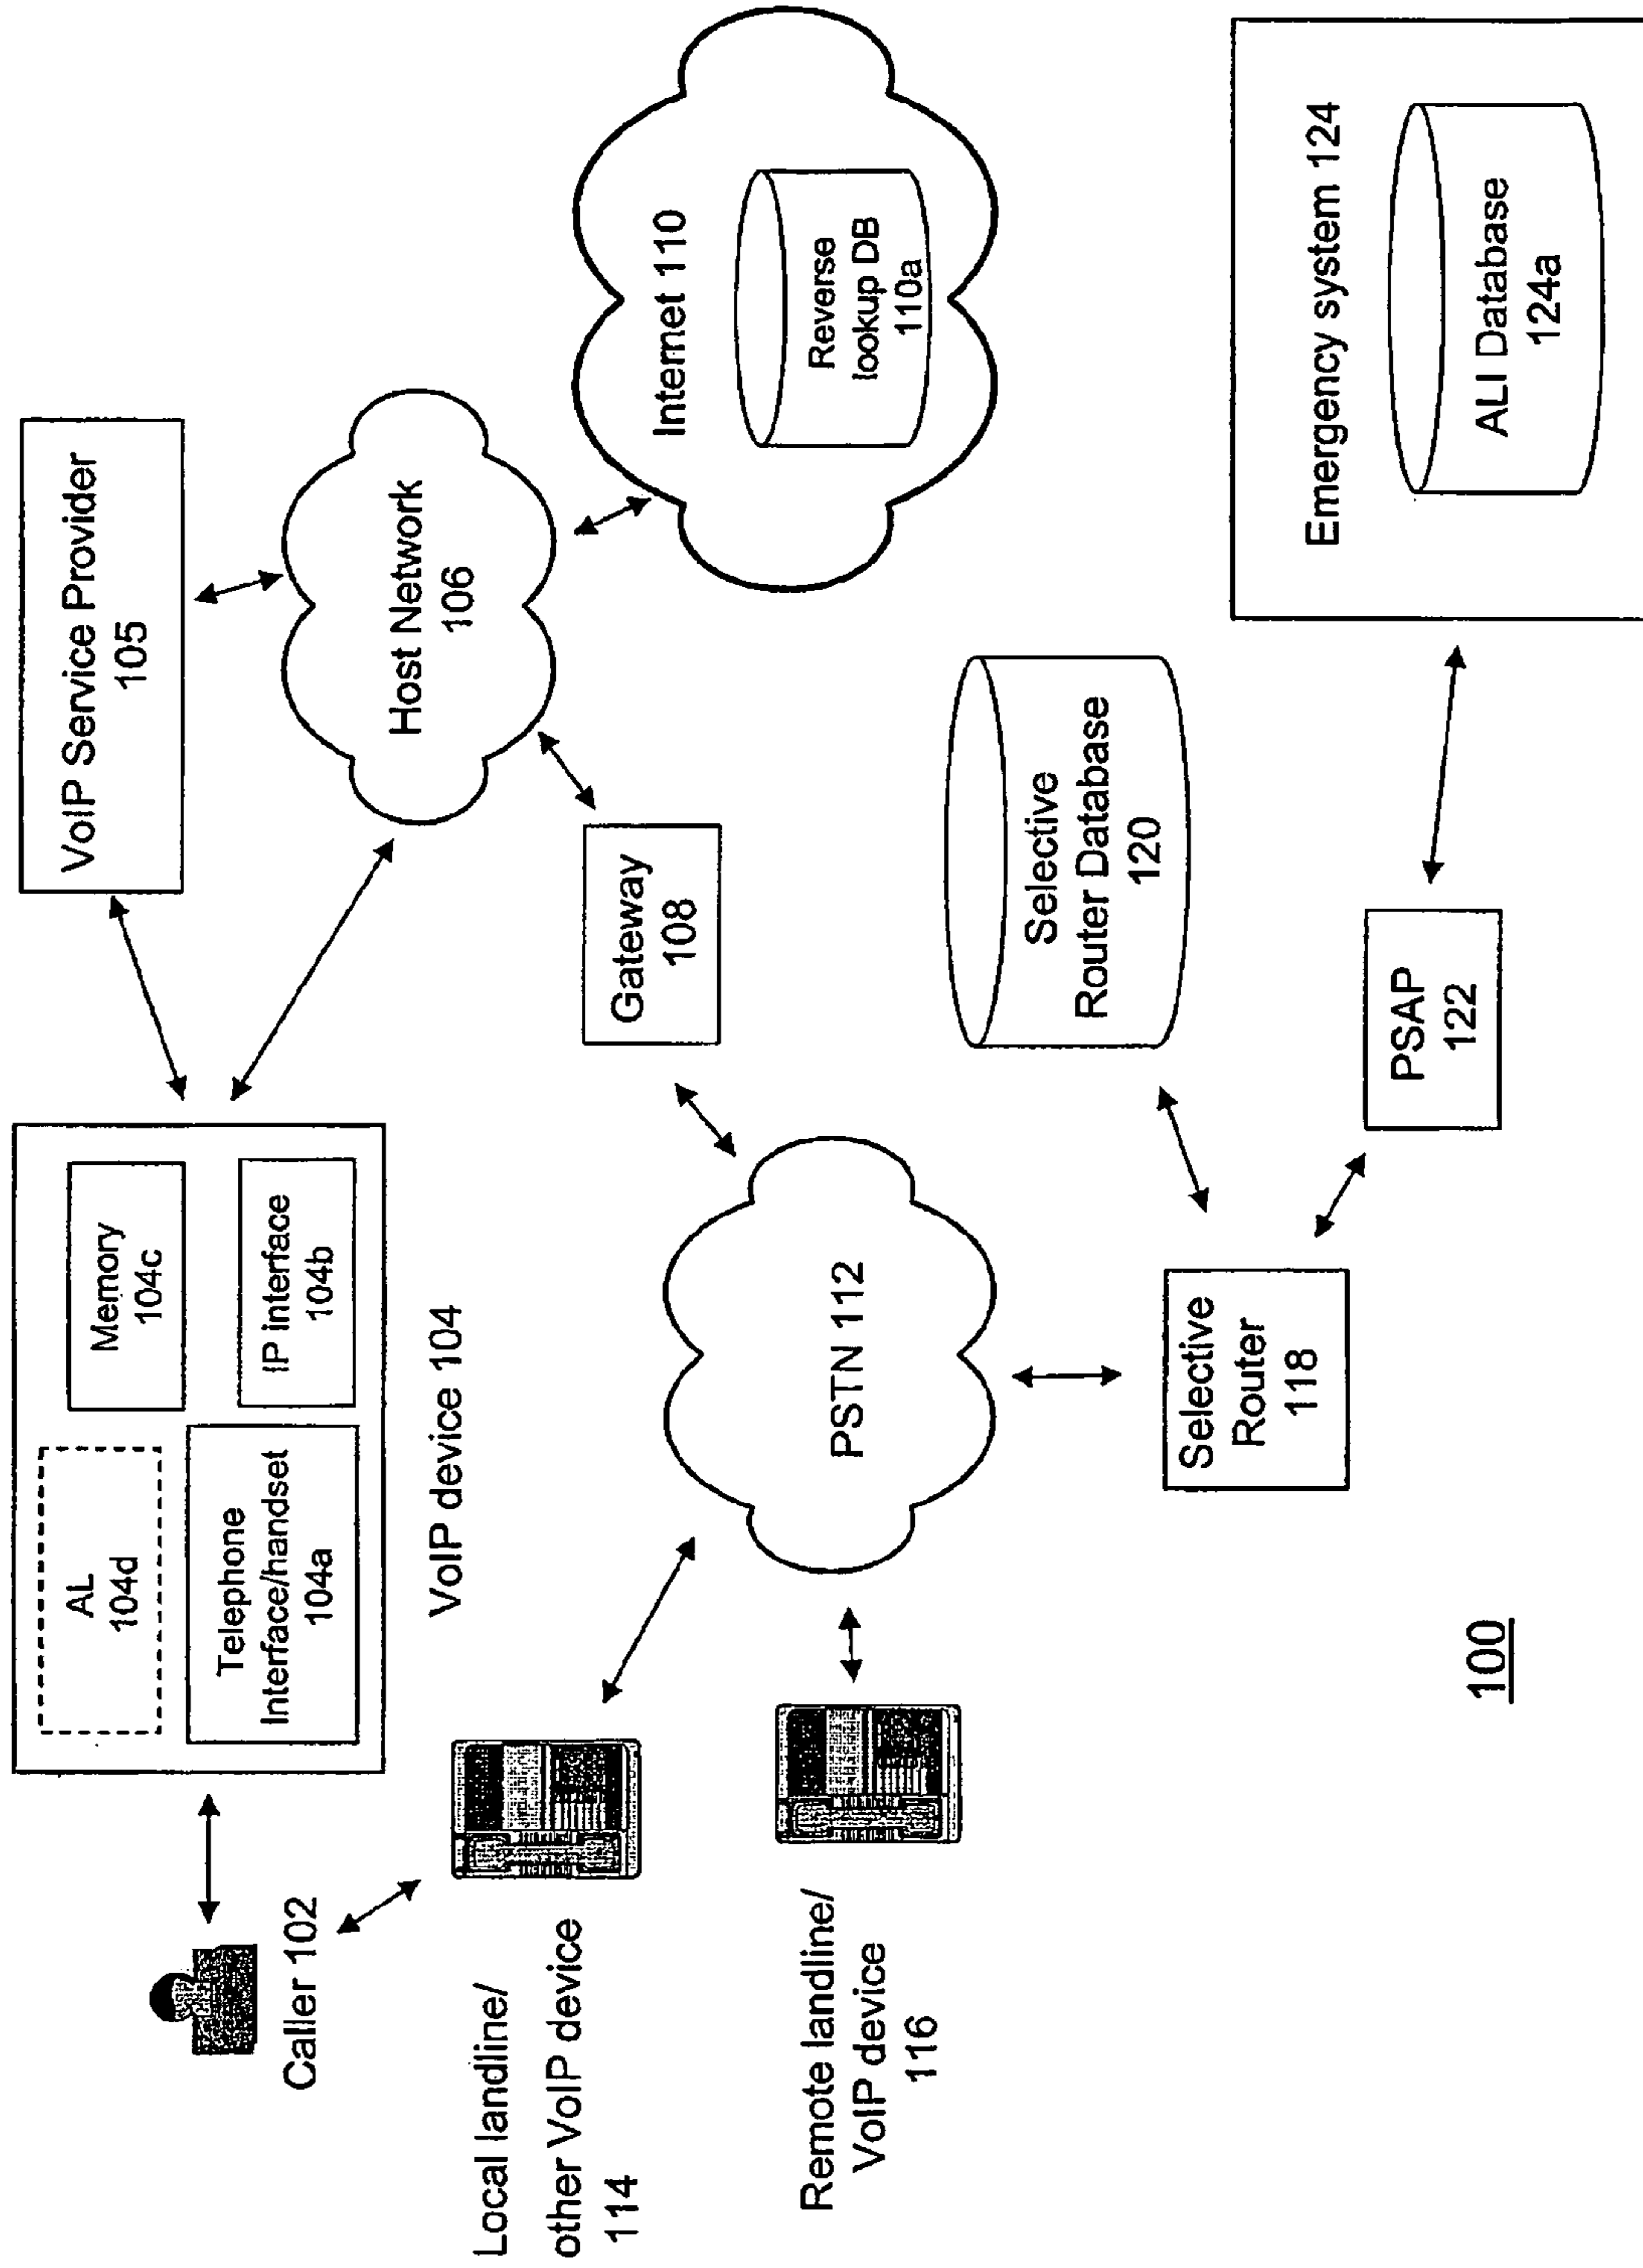 Caller 102
AL
104d
Memory
104c
Telephone
Interface/handset
104a
IP interface
104b
VoIP device 104
VoIP Service Provider
105
Host Network
106
Local landline/
other VoIP device
114
Gateway
108
Internet 110
Reverse
lookup DB
110a
Remote landline/
VoIP device
116
PSTN 112
Selective
Router Database
120
Selective
Router
118
PSAP
122
Emergency system 124
ALI Database
124a
100